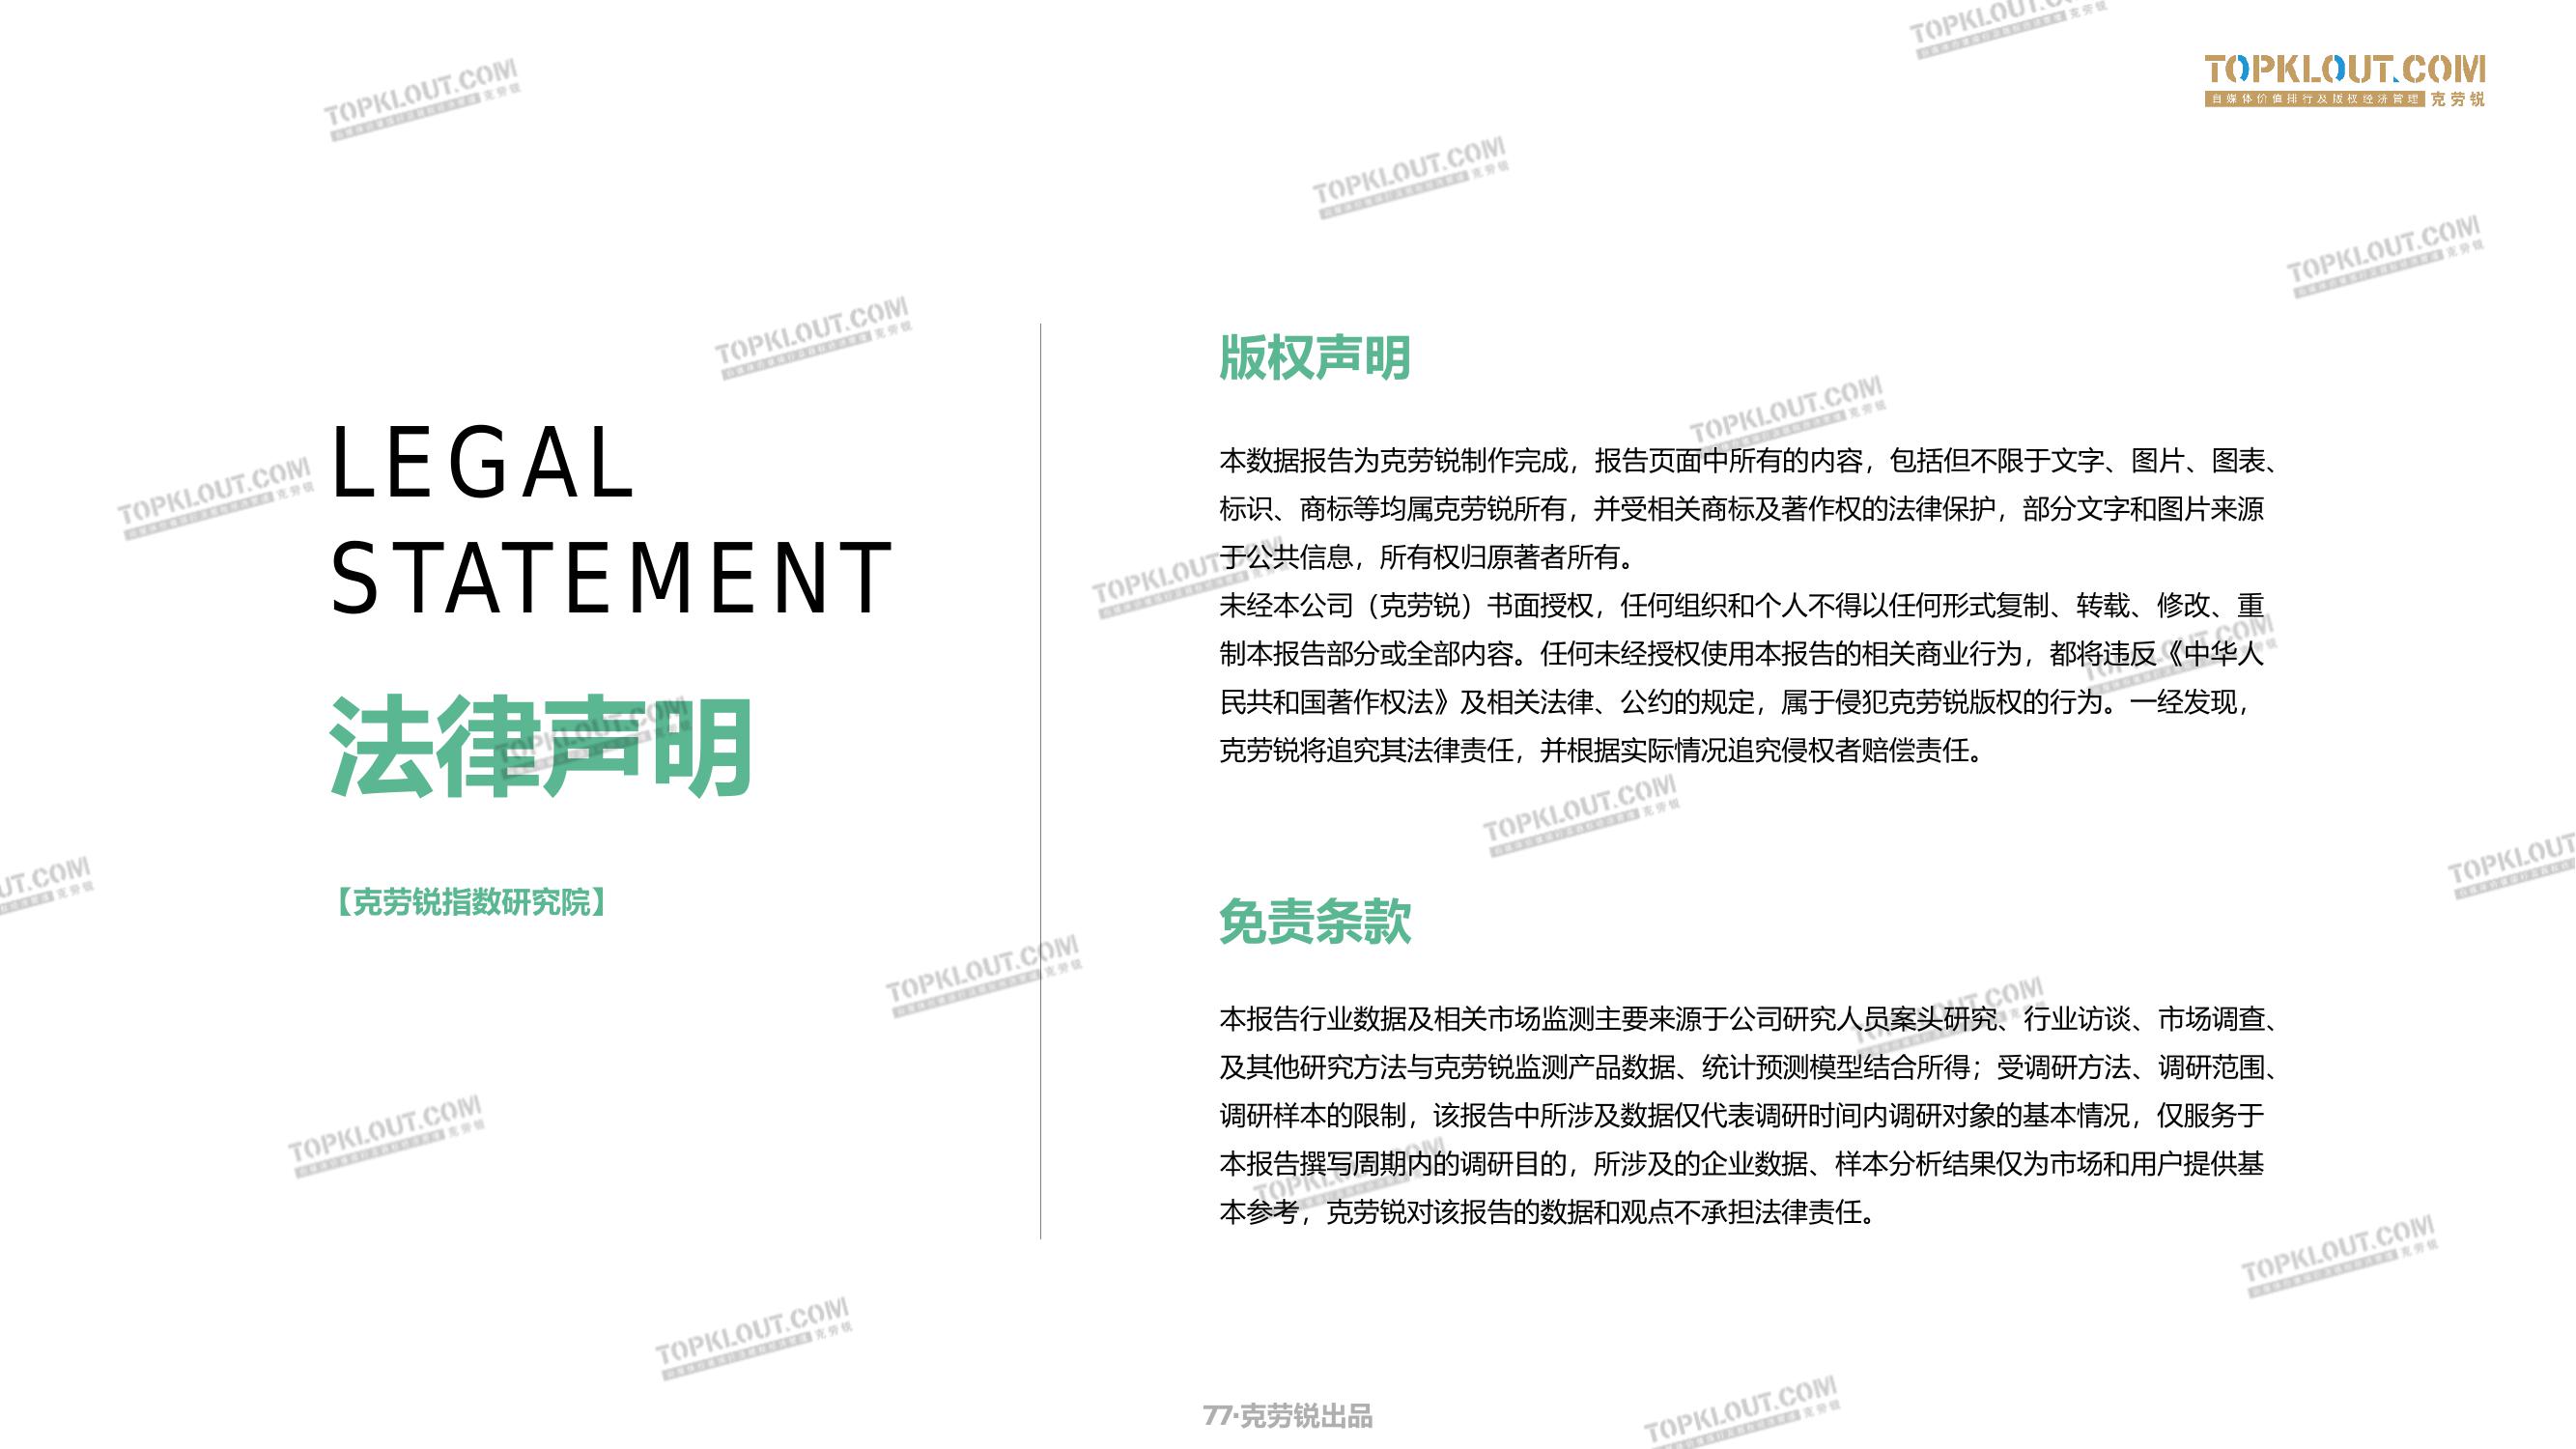 TOPKLOUT.COM
自媒体价值排行及版权经济管理 克劳锐
LEGAL
STATEMENT
法律声明
【克劳锐指数研究院】
版权声明
本数据报告为克劳锐制作完成，报告页面中所有的内容，包括但不限于文字、图片、图表、
标识、商标等均属克劳锐所有，并受相关商标及著作权的法律保护，部分文字和图片来源
于公共信息，所有权归原著者所有。
未经本公司（克劳锐）书面授权，任何组织和个人不得以任何形式复制、转载、修改、重
制本报告部分或全部内容。任何未经授权使用本报告的相关商业行为，都将违反《中华人
民共和国著作权法》及相关法律、公约的规定，属于侵犯克劳锐版权的行为。一经发现，
克劳锐将追究其法律责任，并根据实际情况追究侵权者赔偿责任。
免责条款
本报告行业数据及相关市场监测主要来源于公司研究人员案头研究、行业访谈、市场调查、
及其他研究方法与克劳锐监测产品数据、统计预测模型结合所得；受调研方法、调研范围、
调研样本的限制，该报告中所涉及数据仅代表调研时间内调研对象的基本情况，仅服务于
本报告撰写周期内的调研目的，所涉及的企业数据、样本分析结果仅为市场和用户提供基
本参考，克劳锐对该报告的数据和观点不承担法律责任。
77·克劳锐出品